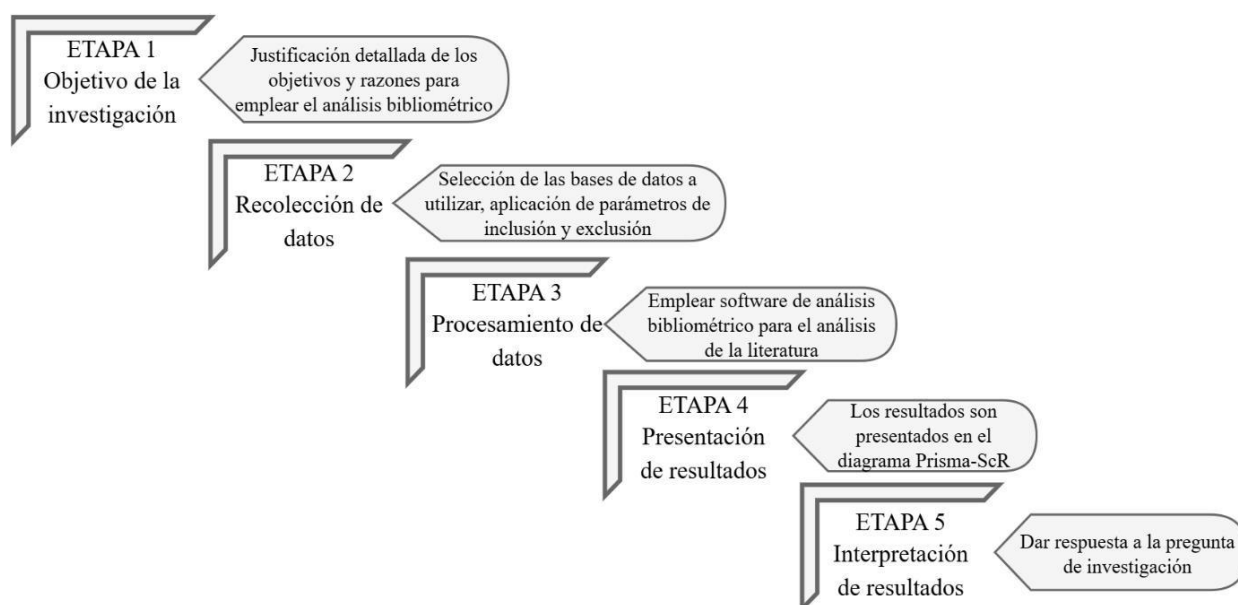 ETAPA 1
Objetivo de la
investigación
Justificación detallada de los
objetivos y razones para
emplear el análisis bibliométrico
ETAPA 2
Recolección de
datos
Selección de las bases de datos a
utilizar, aplicación de parámetros de
inclusión y exclusión
ETAPA 3
Procesamiento de
datos
Emplear software de análisis
bibliométrico para el análisis
de la literatura
ETAPA 4
Presentación
de resultados
Los resultados son
presentados en el
diagrama Prisma-ScR
ETAPA 5
Interpretación
de resultados
Dar respuesta a la pregunta
de investigación